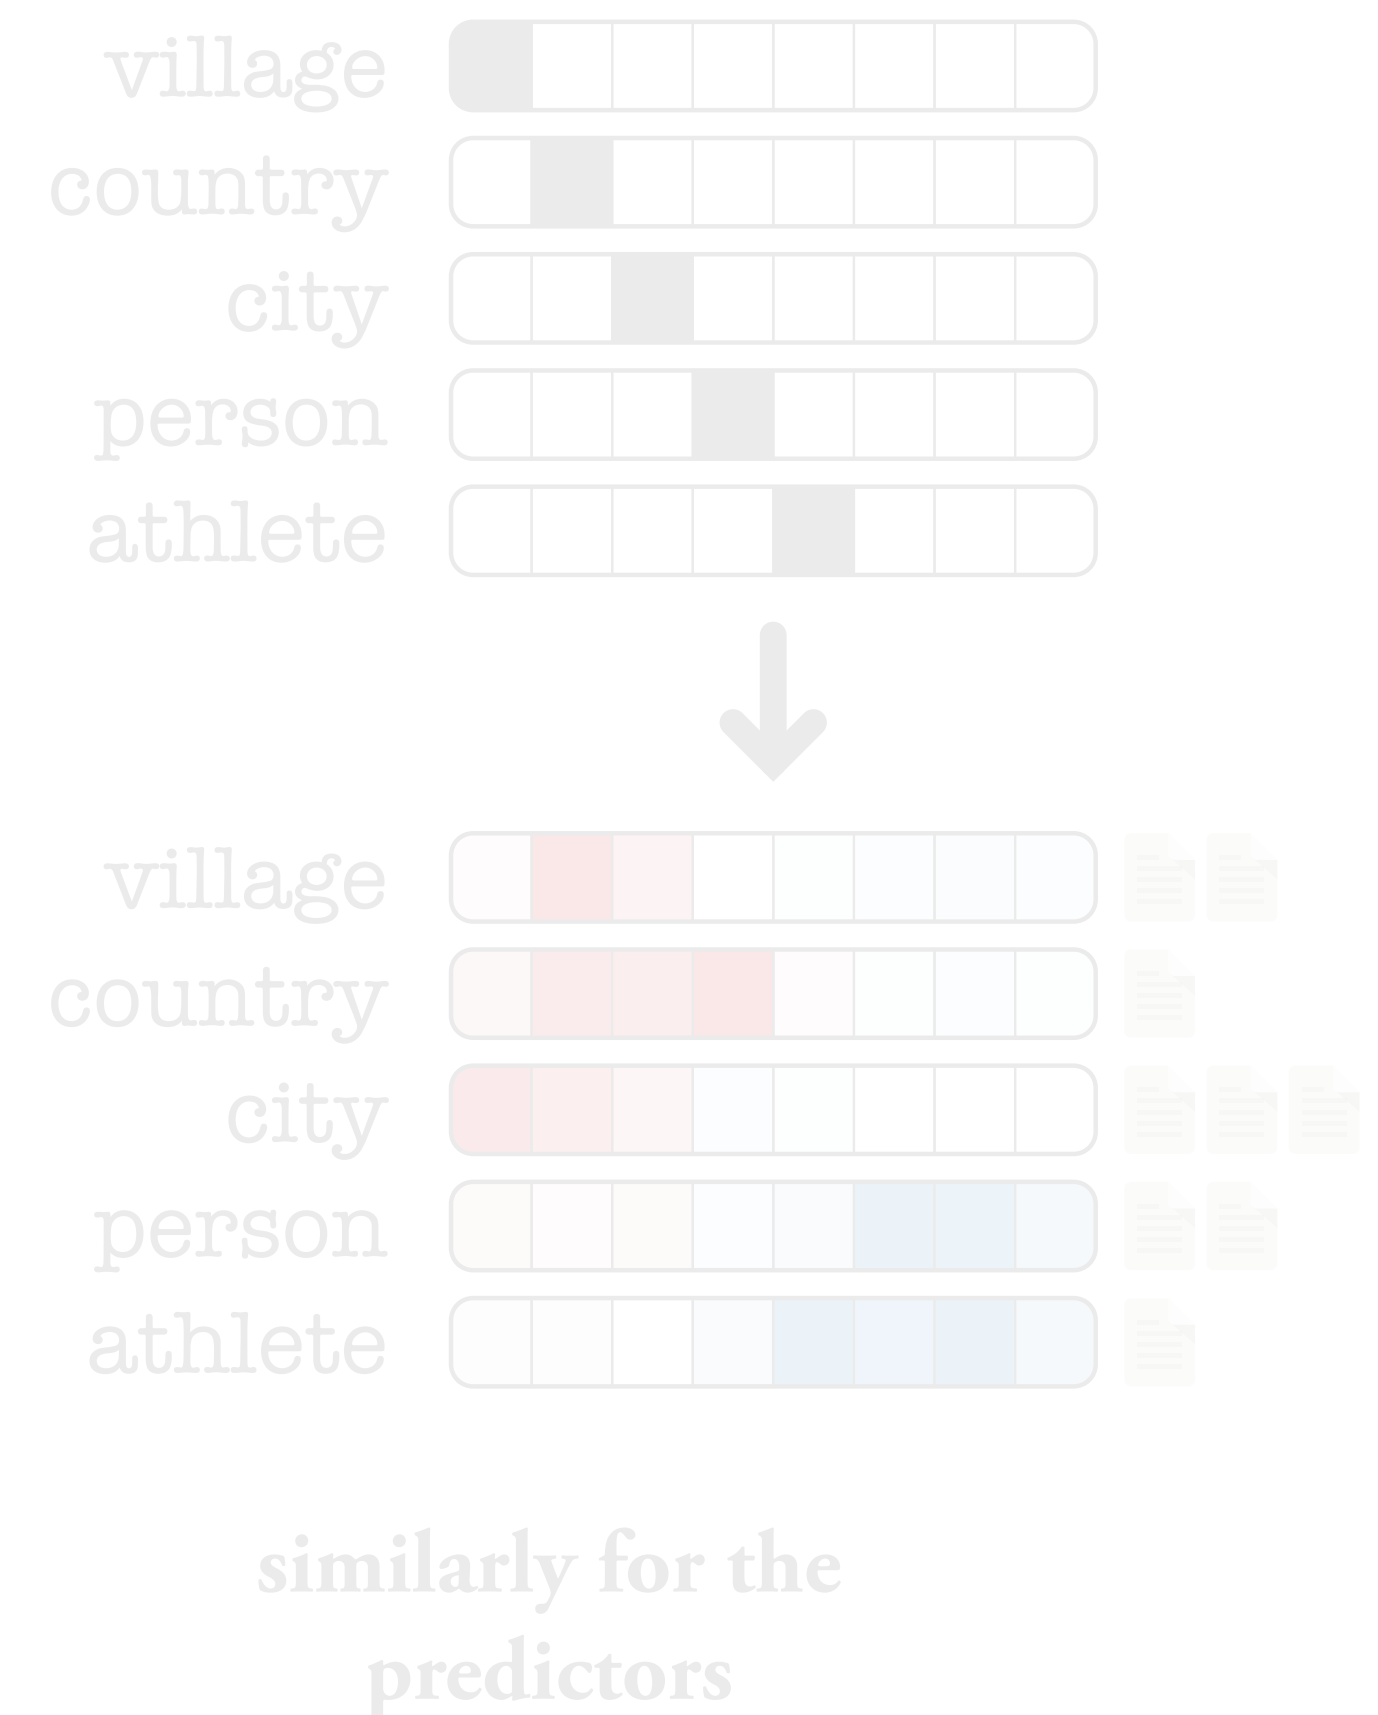 village
country
city
person
athlete
village
country
city
person
athlete
similarly for the
predictors